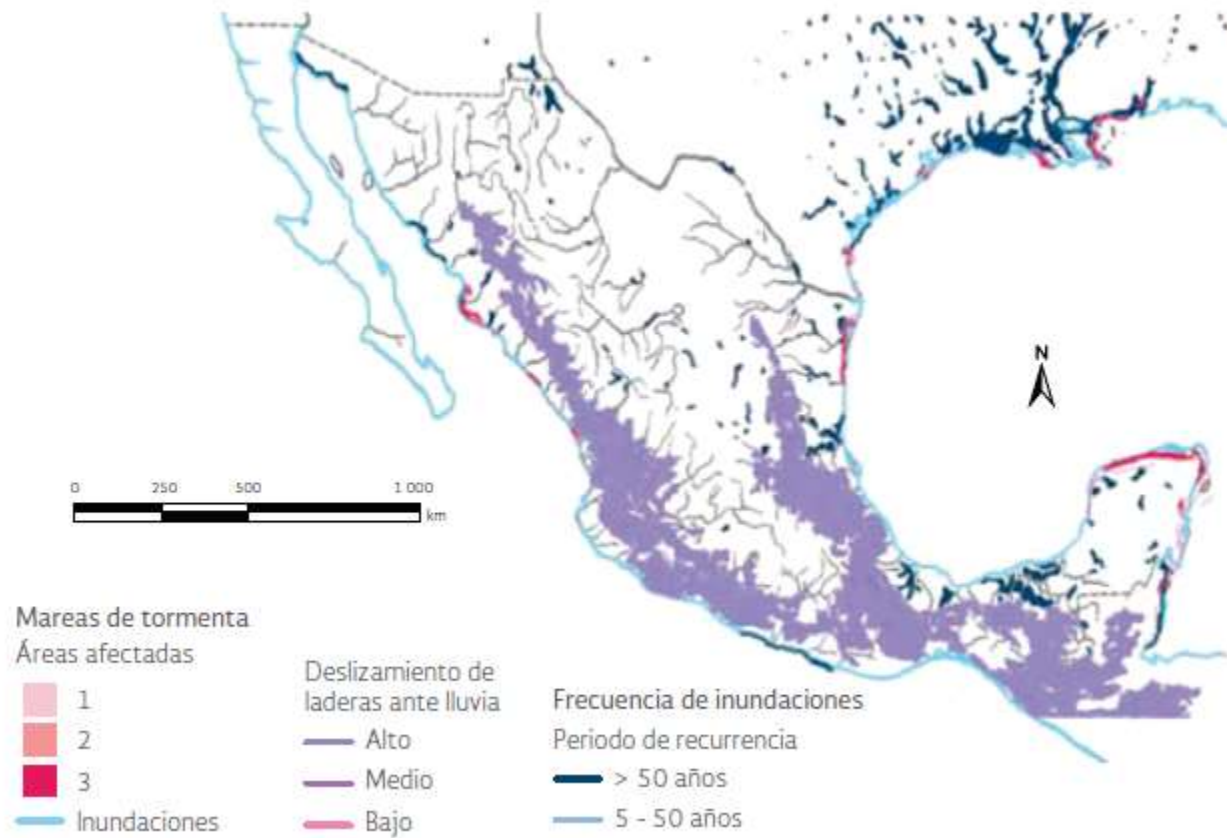 N
0 250 500 1 000
km
Mareas de tormenta
Áreas afectadas
1
2
3
Inundaciones
Deslizamiento de
laderas ante lluvia
Alto
Medio
Bajo
Frecuencia de inundaciones
Periodo de recurrencia
> 50 años
5 - 50 años